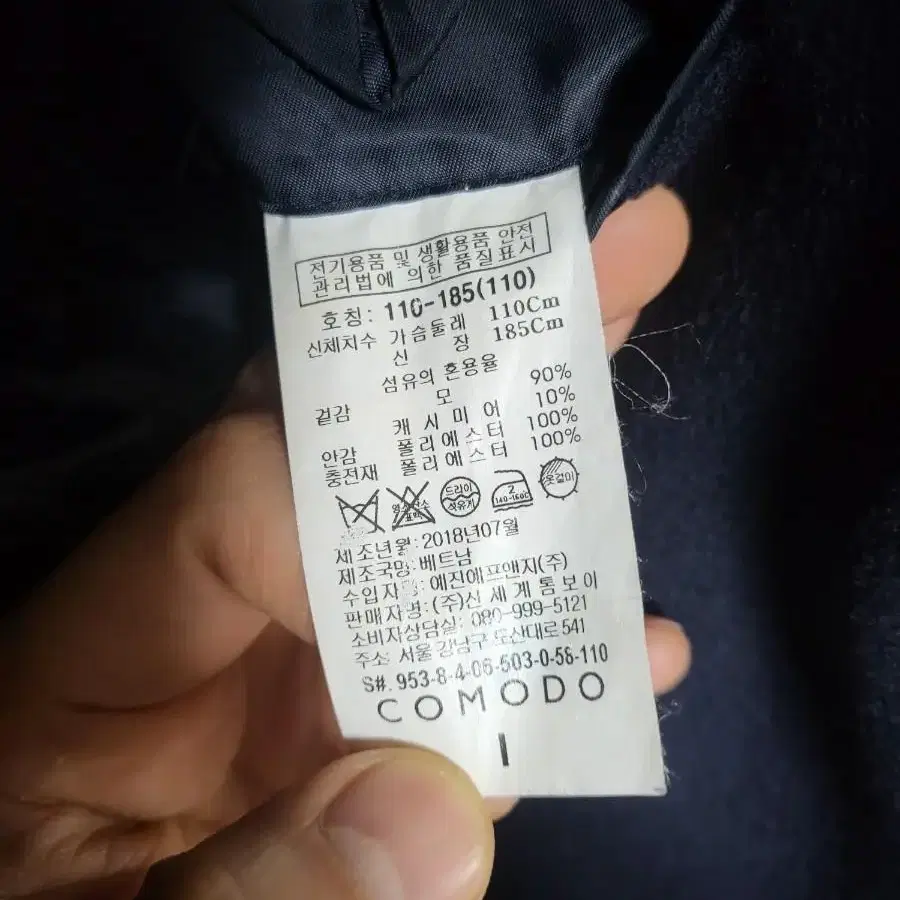 전기용품 및 생활용품 안전
관리법에 의한 품질표시
호칭: 110-185(110)
신체치수 가슴둘레 110Cm
신 장 185Cm
섬유의 혼용율
겉감 모 90%
캐시미어 10%
안감 폴리에스터 100%
충전재 폴리에스터 100%
드라이 석유지
2 140-160℃
옷걸이
제조년월:2018년07월
제조국명:베트남
수입자명:예진에프앤지(주)
판매자명:(주)신세계톰보이
소비자상담실: 080-999-5121
주소: 서울 강남구 도산대로 541
S#. 953-8-4-06-503-0-58-110
COMODO
I